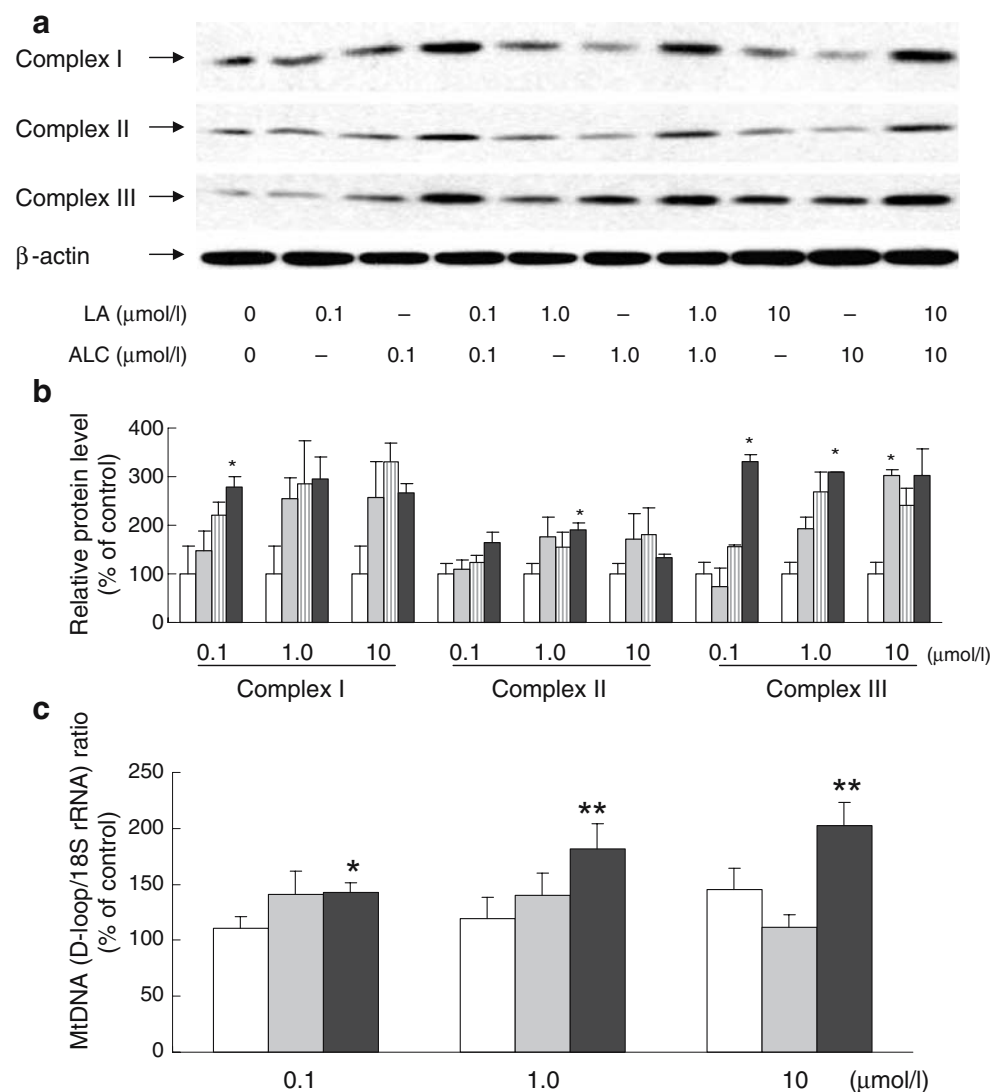 a
Complex I
Complex II
Complex III
β-actin
LA (μmol/l) 0 0.1 – 0.1 1.0 – 1.0 10 – 10
ALC (μmol/l) 0 – 0.1 0.1 – 1.0 1.0 – 10 10
b
Relative protein level
(% of control)
400
300
200
100
0
* * * * *
0.1 1.0 10 0.1 1.0 10 0.1 1.0 10 (μmol/l)
Complex I Complex II Complex III
c
MtDNA (D-loop/18S rRNA) ratio
(% of control)
250
200
150
100
50
0
* ** **
0.1 1.0 10 (μmol/l)